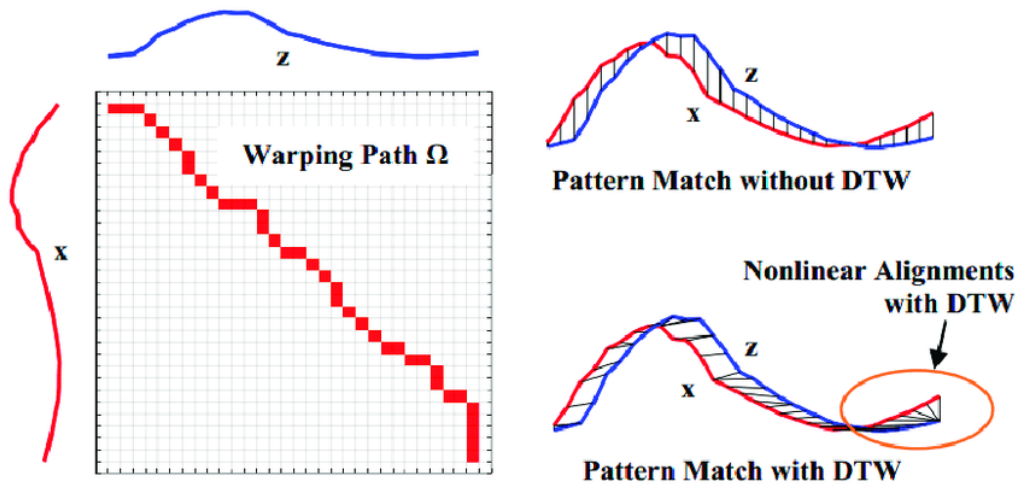 z
x
Warping Path Ω
z
x
Pattern Match without DTW
Nonlinear Alignments
with DTW
z
x
Pattern Match with DTW